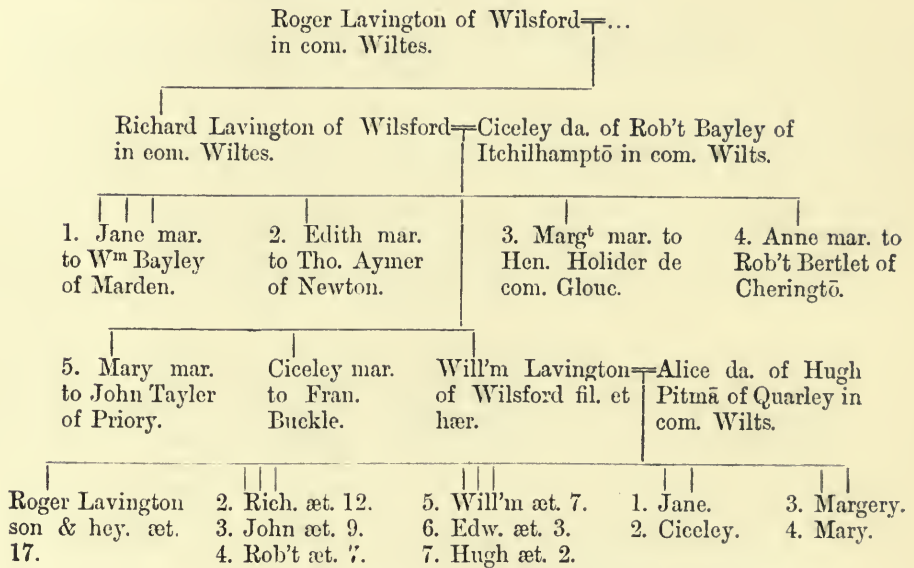 Roger Lavington of Wilsford=...
in com. Wiltes.
Richard Lavington of Wilsford=Ciceley da. of Rob't Bayley of
in com. Wiltes. Itchilhamptō in com. Wilts.
1. Jane mar.
to Wᵐ Bayley
of Marden.
2. Edith mar.
to Tho. Aymer
of Newton.
3. Margᵗ mar. to
Hen. Holider de
com. Glouc.
4. Anne mar. to
Rob't Bertlet of
Cheringtō.
5. Mary mar.
to John Tayler
of Priory.
Ciceley mar.
to Fran.
Buckle.
Will'm Lavington
of Wilsford fil. et
hær.
=Alice da. of Hugh
Pitmā of Quarley in
com. Wilts.
Roger Lavington
son & hey. æt.
17.
2. Rich. æt. 12.
3. John æt. 9.
4. Rob't æt. 7.
5. Will'm æt. 7.
6. Edw. æt. 3.
7. Hugh æt. 2.
1. Jane.
2. Ciceley.
3. Margery.
4. Mary.